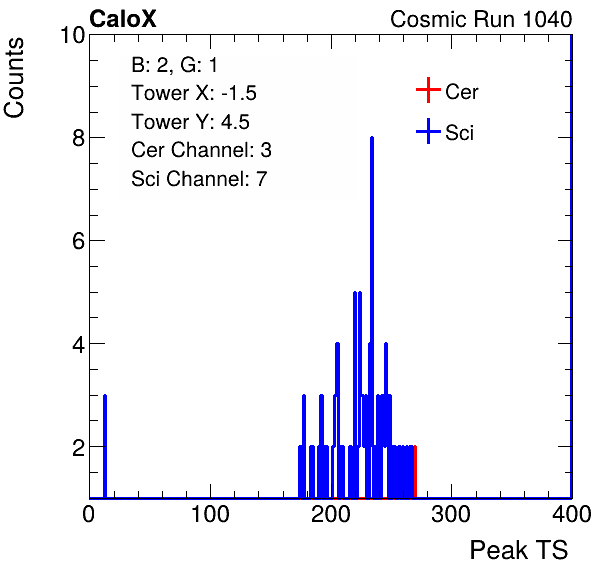 CaloX Cosmic Run 1040
Counts
10
8
6
4
2
B: 2, G: 1
Tower X: -1.5
Tower Y: 4.5
Cer Channel: 3
Sci Channel: 7
Cer
Sci
0 100 200 300 400
Peak TS